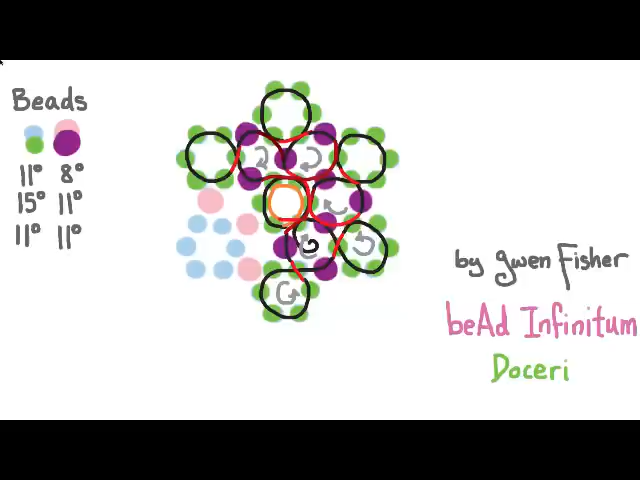 Beads
11° 8°
15° 11°
11° 11°
by gwen Fisher
beAd Infinitum
Doceri